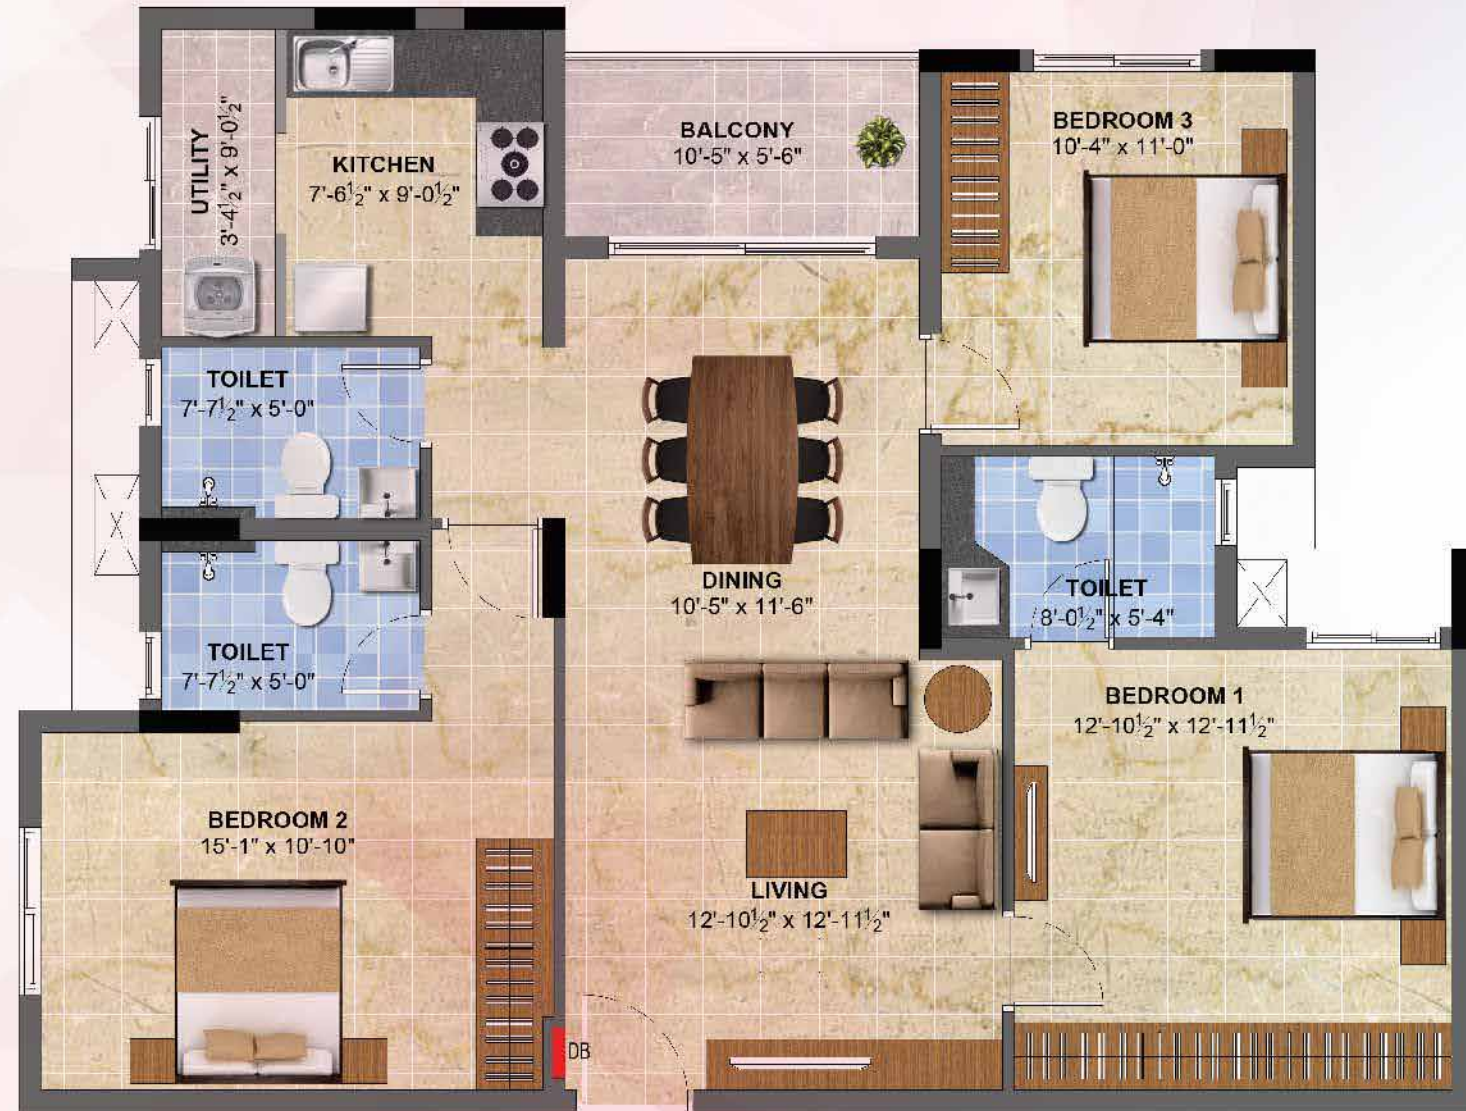 UTILITY
3'-4½" x 9'-0½"
KITCHEN
7'-6½" x 9'-0½"
BALCONY
10'-5" x 5'-6"
BEDROOM 3
10'-4" x 11'-0"
TOILET
7'-7½" x 5'-0"
DINING
10'-5" x 11'-6"
TOILET
8'-0½" x 5'-4"
TOILET
7'-7½" x 5'-0"
BEDROOM 1
12'-10½" x 12'-11½"
BEDROOM 2
15'-1" x 10'-10"
LIVING
12'-10½" x 12'-11½"
DB